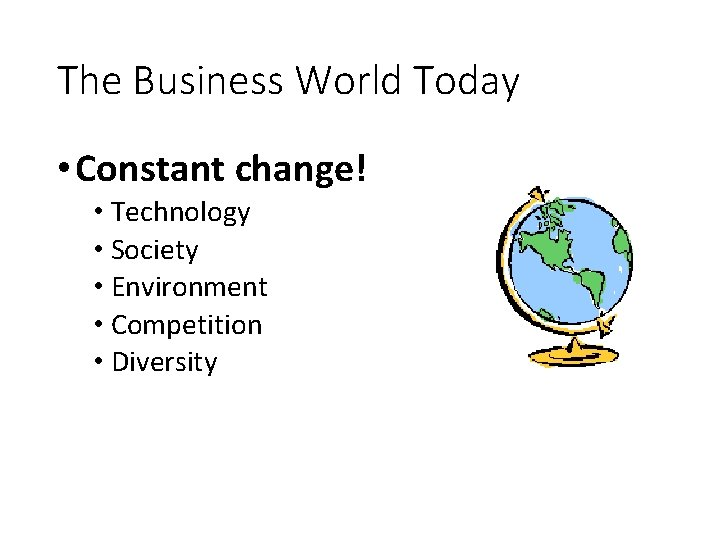 The Business World Today
• Constant change!
• Technology
• Society
• Environment
• Competition
• Diversity